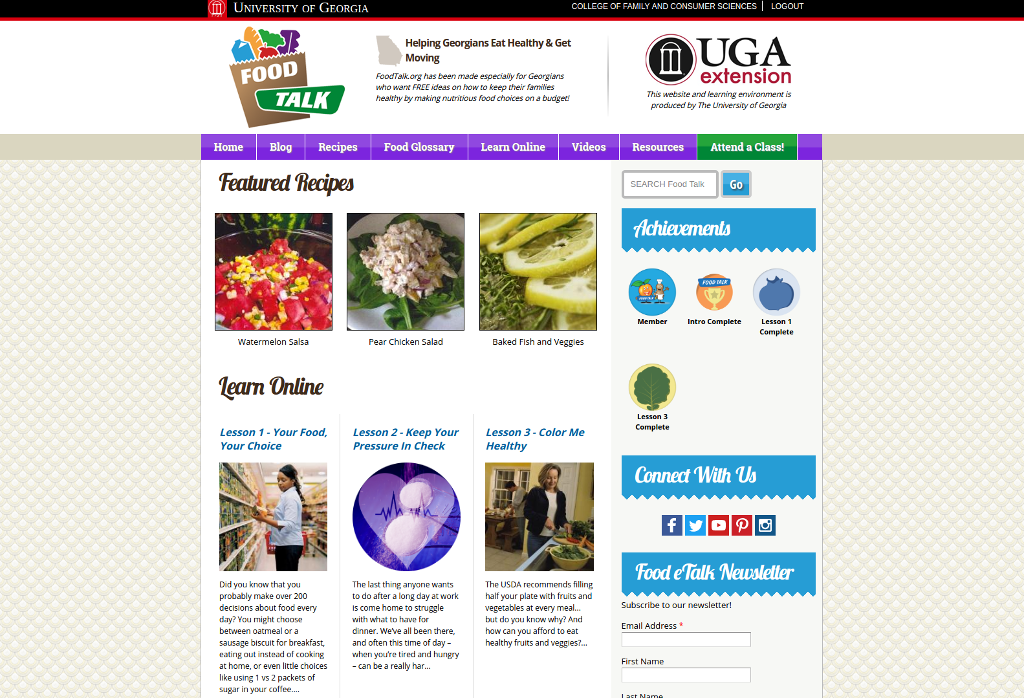 UNIVERSITY OF GEORGIA
COLLEGE OF FAMILY AND CONSUMER SCIENCES
LOGOUT
FOOD
TALK
Helping Georgians Eat Healthy & Get
Moving
FoodTalk.org has been made especially for Georgians
who want FREE ideas on how to keep their families
healthy by making nutritious food choices on a budget!
UGA
extension
This website and learning environment is
produced by The University of Georgia
Home
Blog
Recipes
Food Glossary
Learn Online
Videos
Resources
Attend a Class!
Featured Recipes
Watermelon Salsa
Pear Chicken Salad
Baked Fish and Veggies
Learn Online
Lesson 1 - Your Food,
Your Choice
Did you know that you
probably make over 200
decisions about food every
day? You might choose
between oatmeal or a
sausage biscuit for breakfast,
eating out instead of cooking
at home, or even little choices
like using 1 vs 2 packets of
sugar in your coffee....
Lesson 2 - Keep Your
Pressure In Check
The last thing anyone wants
to do after a long day at work
is come home to struggle
with what to have for
dinner. We've all been there,
and often this time of day –
when you're tired and hungry
– can be a really har...
Lesson 3 - Color Me
Healthy
The USDA recommends filling
half your plate with fruits and
vegetables at every meal...
but do you know why? And
how can you afford to eat
healthy fruits and veggies?...
SEARCH Food Talk
Go
Achievements
Member
FOOD TALK
Intro Complete
Lesson 1
Complete
Lesson 3
Complete
Connect With Us
Food eTalk Newsletter
Subscribe to our newsletter!
Email Address *
First Name
Last Name